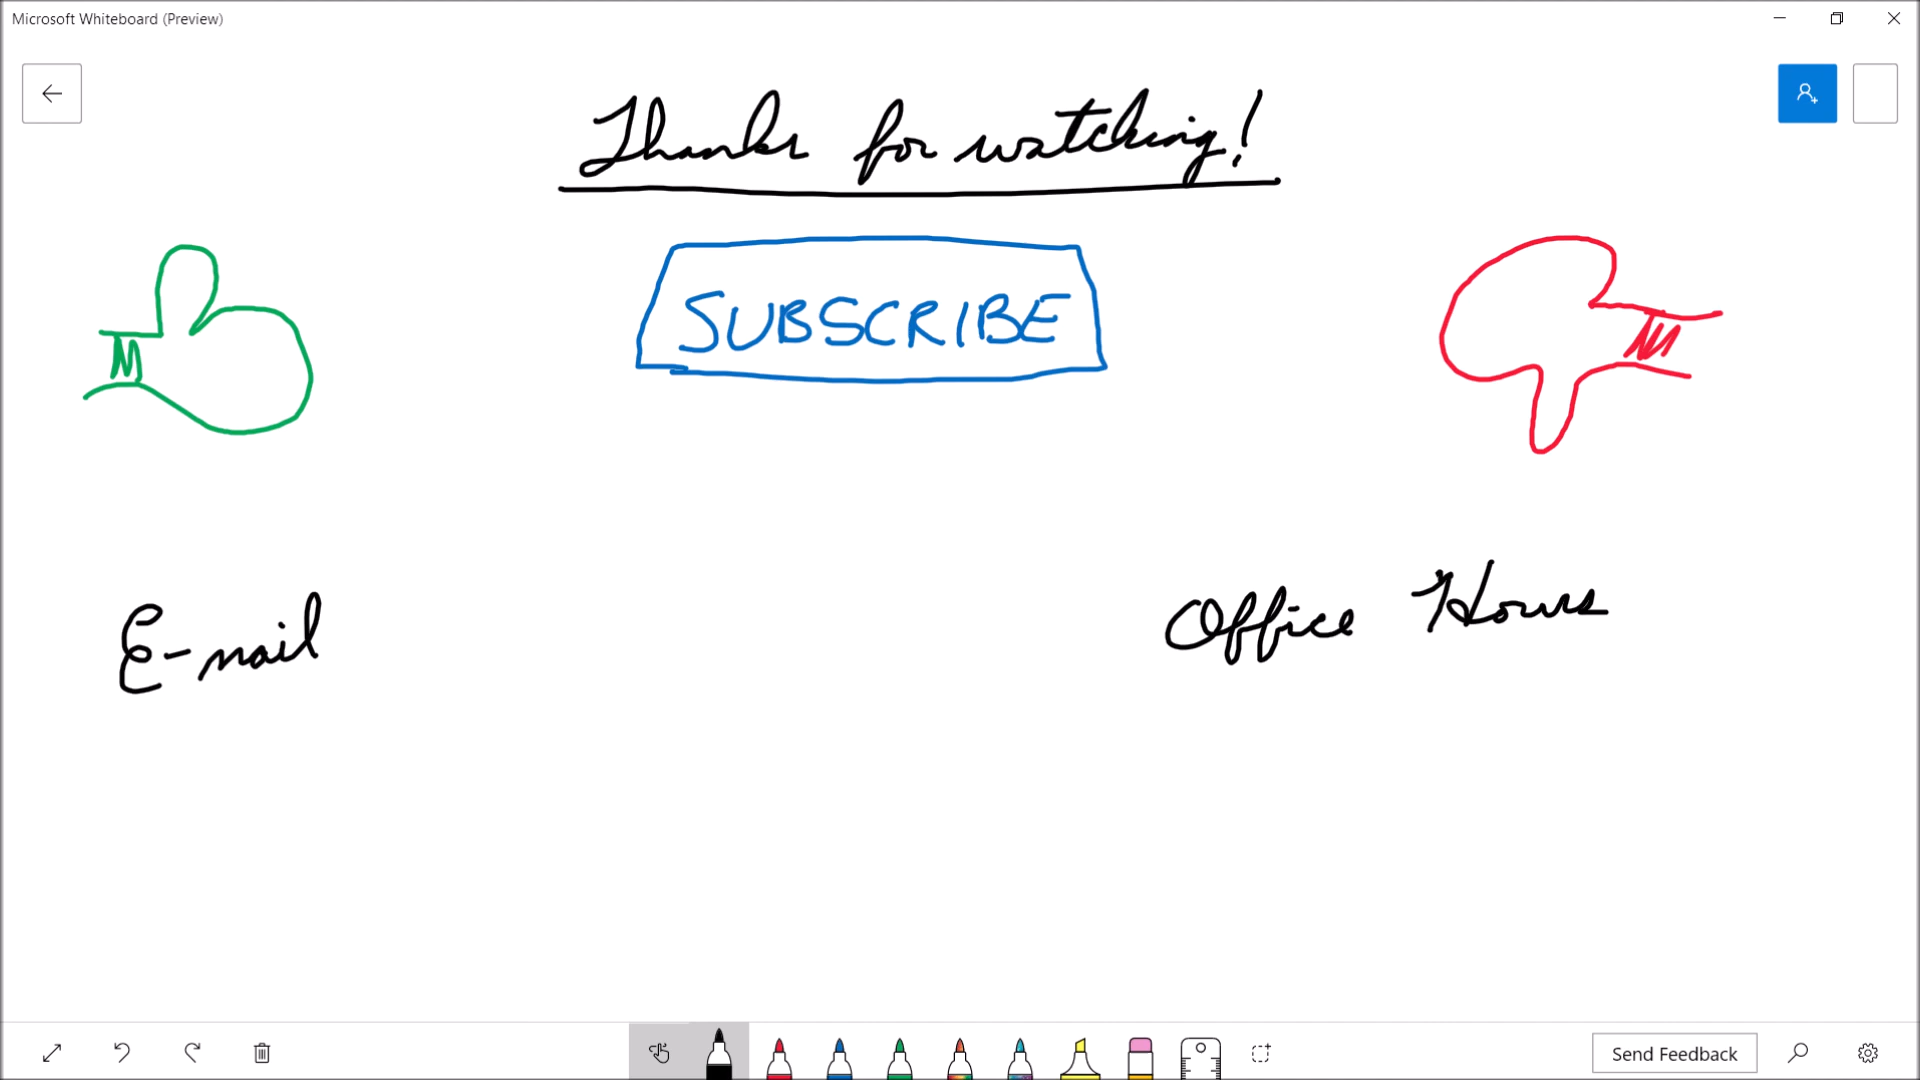 Microsoft Whiteboard (Preview)
Thanks for watching!
SUBSCRIBE
E-mail
Office Hours
Send Feedback